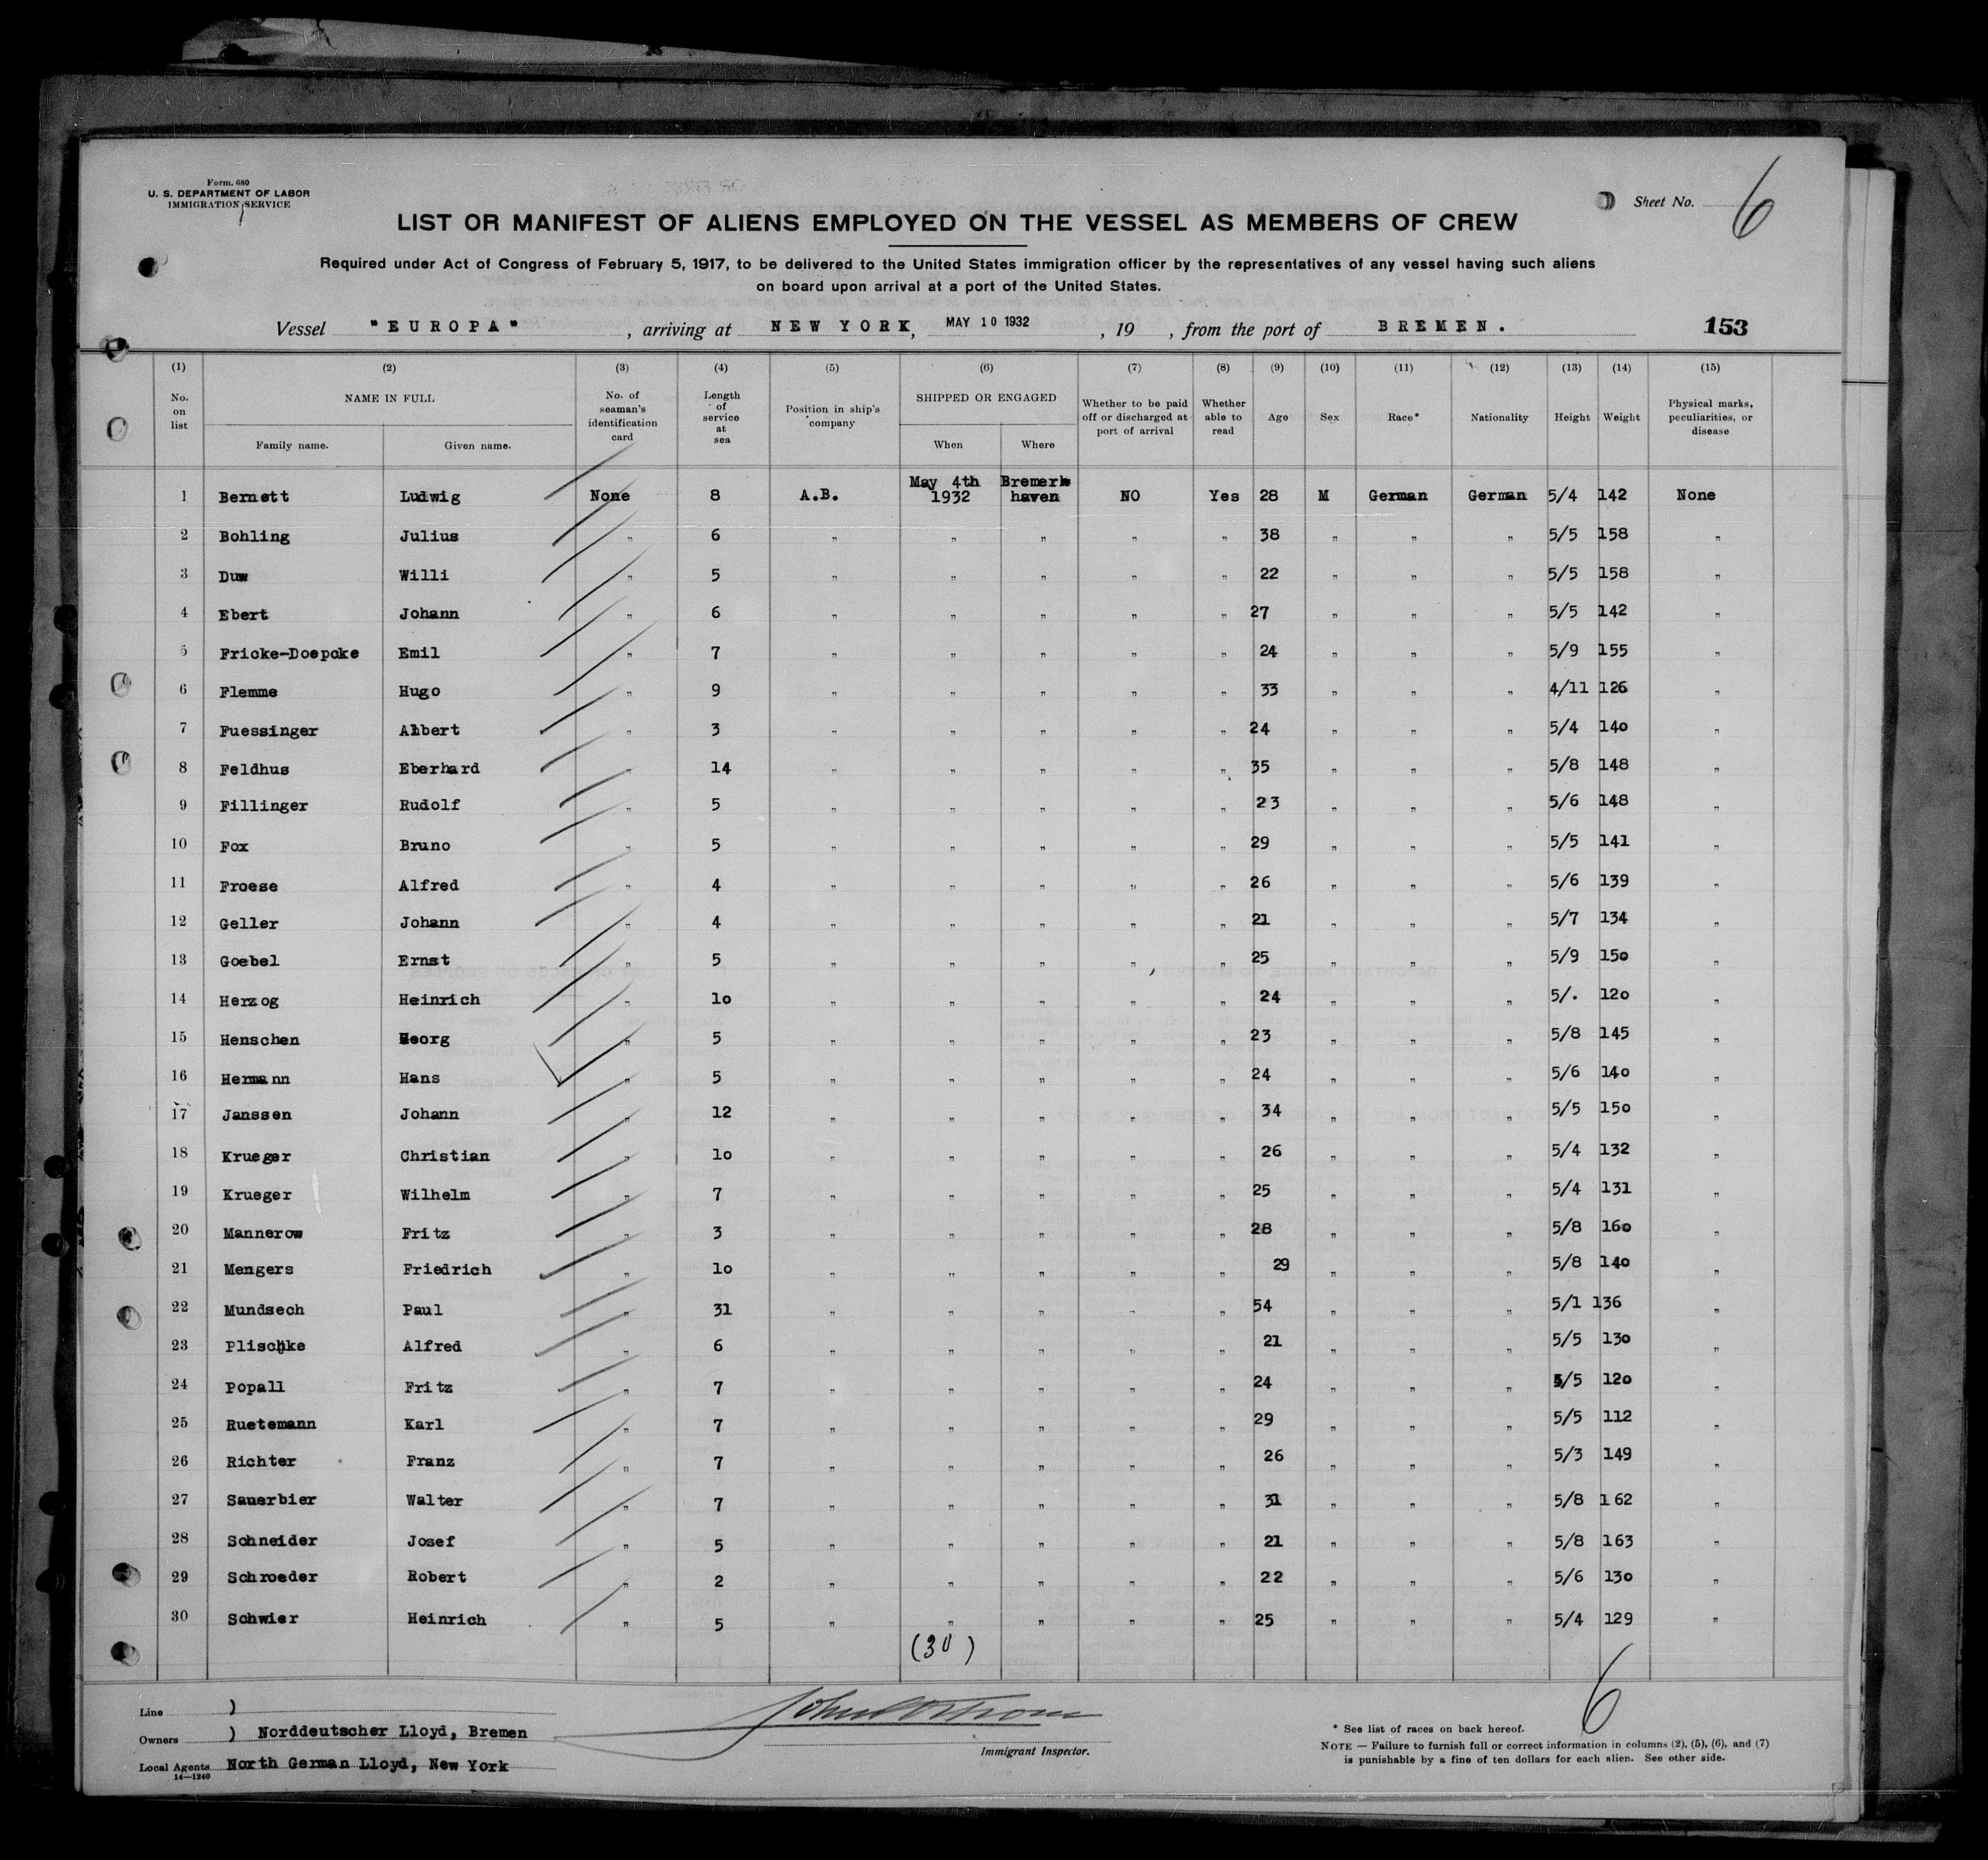 Form. 680
U. S. DEPARTMENT OF LABOR
IMMIGRATION SERVICE
Sheet No. 6
LIST OR MANIFEST OF ALIENS EMPLOYED ON THE VESSEL AS MEMBERS OF CREW
Required under Act of Congress of February 5, 1917, to be delivered to the United States immigration officer by the representatives of any vessel having such aliens
on board upon arrival at a port of the United States.
Vessel "EUROPA", arriving at NEW YORK, MAY 10 1932, 19 , from the port of BREMEN. 153
(1) (2) (3) (4) (5) (6) (7) (8) (9) (10) (11) (12) (13) (14) (15)
No. on list NAME IN FULL Family name. Given name. No. of seaman's identification card Length of service at sea Position in ship's company SHIPPED OR ENGAGED When Where Whether to be paid off or discharged at port of arrival Whether able to read Age Sex Race* Nationality Height Weight Physical marks, peculiarities, or disease
1 Bernett Ludwig None 8 A.B. May 4th 1932 Bremerhaven NO Yes 28 M German German 5/4 142 None
2 Bohling Julius " 6 " " " " " 38 " " " 5/5 158 "
3 Duw Willi " 5 " " " " " 22 " " " 5/5 158 "
4 Ebert Johann " 6 " " " " " 27 " " " 5/5 142 "
5 Fricke-Doepcke Emil " 7 " " " " " 24 " " " 5/9 155 "
6 Flemme Hugo " 9 " " " " " 33 " " " 4/11 126 "
7 Fuessinger Albert " 3 " " " " " 24 " " " 5/4 140 "
8 Feldhus Eberhard " 14 " " " " " 35 " " " 5/8 148 "
9 Fillinger Rudolf " 5 " " " " " 23 " " " 5/6 148 "
10 Fox Bruno " 5 " " " " " 29 " " " 5/5 141 "
11 Froese Alfred " 4 " " " " " 26 " " " 5/6 139 "
12 Geller Johann " 4 " " " " " 21 " " " 5/7 134 "
13 Goebel Ernst " 5 " " " " " 25 " " " 5/9 150 "
14 Herzog Heinrich " 10 " " " " " 24 " " " 5/. 120 "
15 Henschen Georg " 5 " " " " " 23 " " " 5/8 145 "
16 Hermann Hans " 5 " " " " " 24 " " " 5/6 140 "
17 Janssen Johann " 12 " " " " " 34 " " " 5/5 150 "
18 Krueger Christian " 10 " " " " " 26 " " " 5/4 132 "
19 Krueger Wilhelm " 7 " " " " " 25 " " " 5/4 131 "
20 Mannerow Fritz " 3 " " " " " 28 " " " 5/8 160 "
21 Mengers Friedrich " 10 " " " " " 29 " " " 5/8 140 "
22 Mundsech Paul " 31 " " " " " 54 " " " 5/1 136 "
23 Plischke Alfred " 6 " " " " " 21 " " " 5/5 130 "
24 Popall Fritz " 7 " " " " " 24 " " " 5/5 120 "
25 Ruetemann Karl " 7 " " " " " 29 " " " 5/5 112 "
26 Richter Franz " 7 " " " " " 26 " " " 5/3 149 "
27 Sauerbier Walter " 7 " " " " " 31 " " " 5/8 162 "
28 Schneider Josef " 5 " " " " " 21 " " " 5/8 163 "
29 Schroeder Robert " 2 " " " " " 22 " " " 5/6 130 "
30 Schwier Heinrich " 5 " " " " " 25 " " " 5/4 129 "
(30)
6
Line )
Owners ) Norddeutscher Lloyd, Bremen
Local Agents North German Lloyd, New York
14—1240
Immigrant Inspector.
* See list of races on back hereof.
NOTE — Failure to furnish full or correct information in columns (2), (5), (6), and (7)
is punishable by a fine of ten dollars for each alien. See other side.